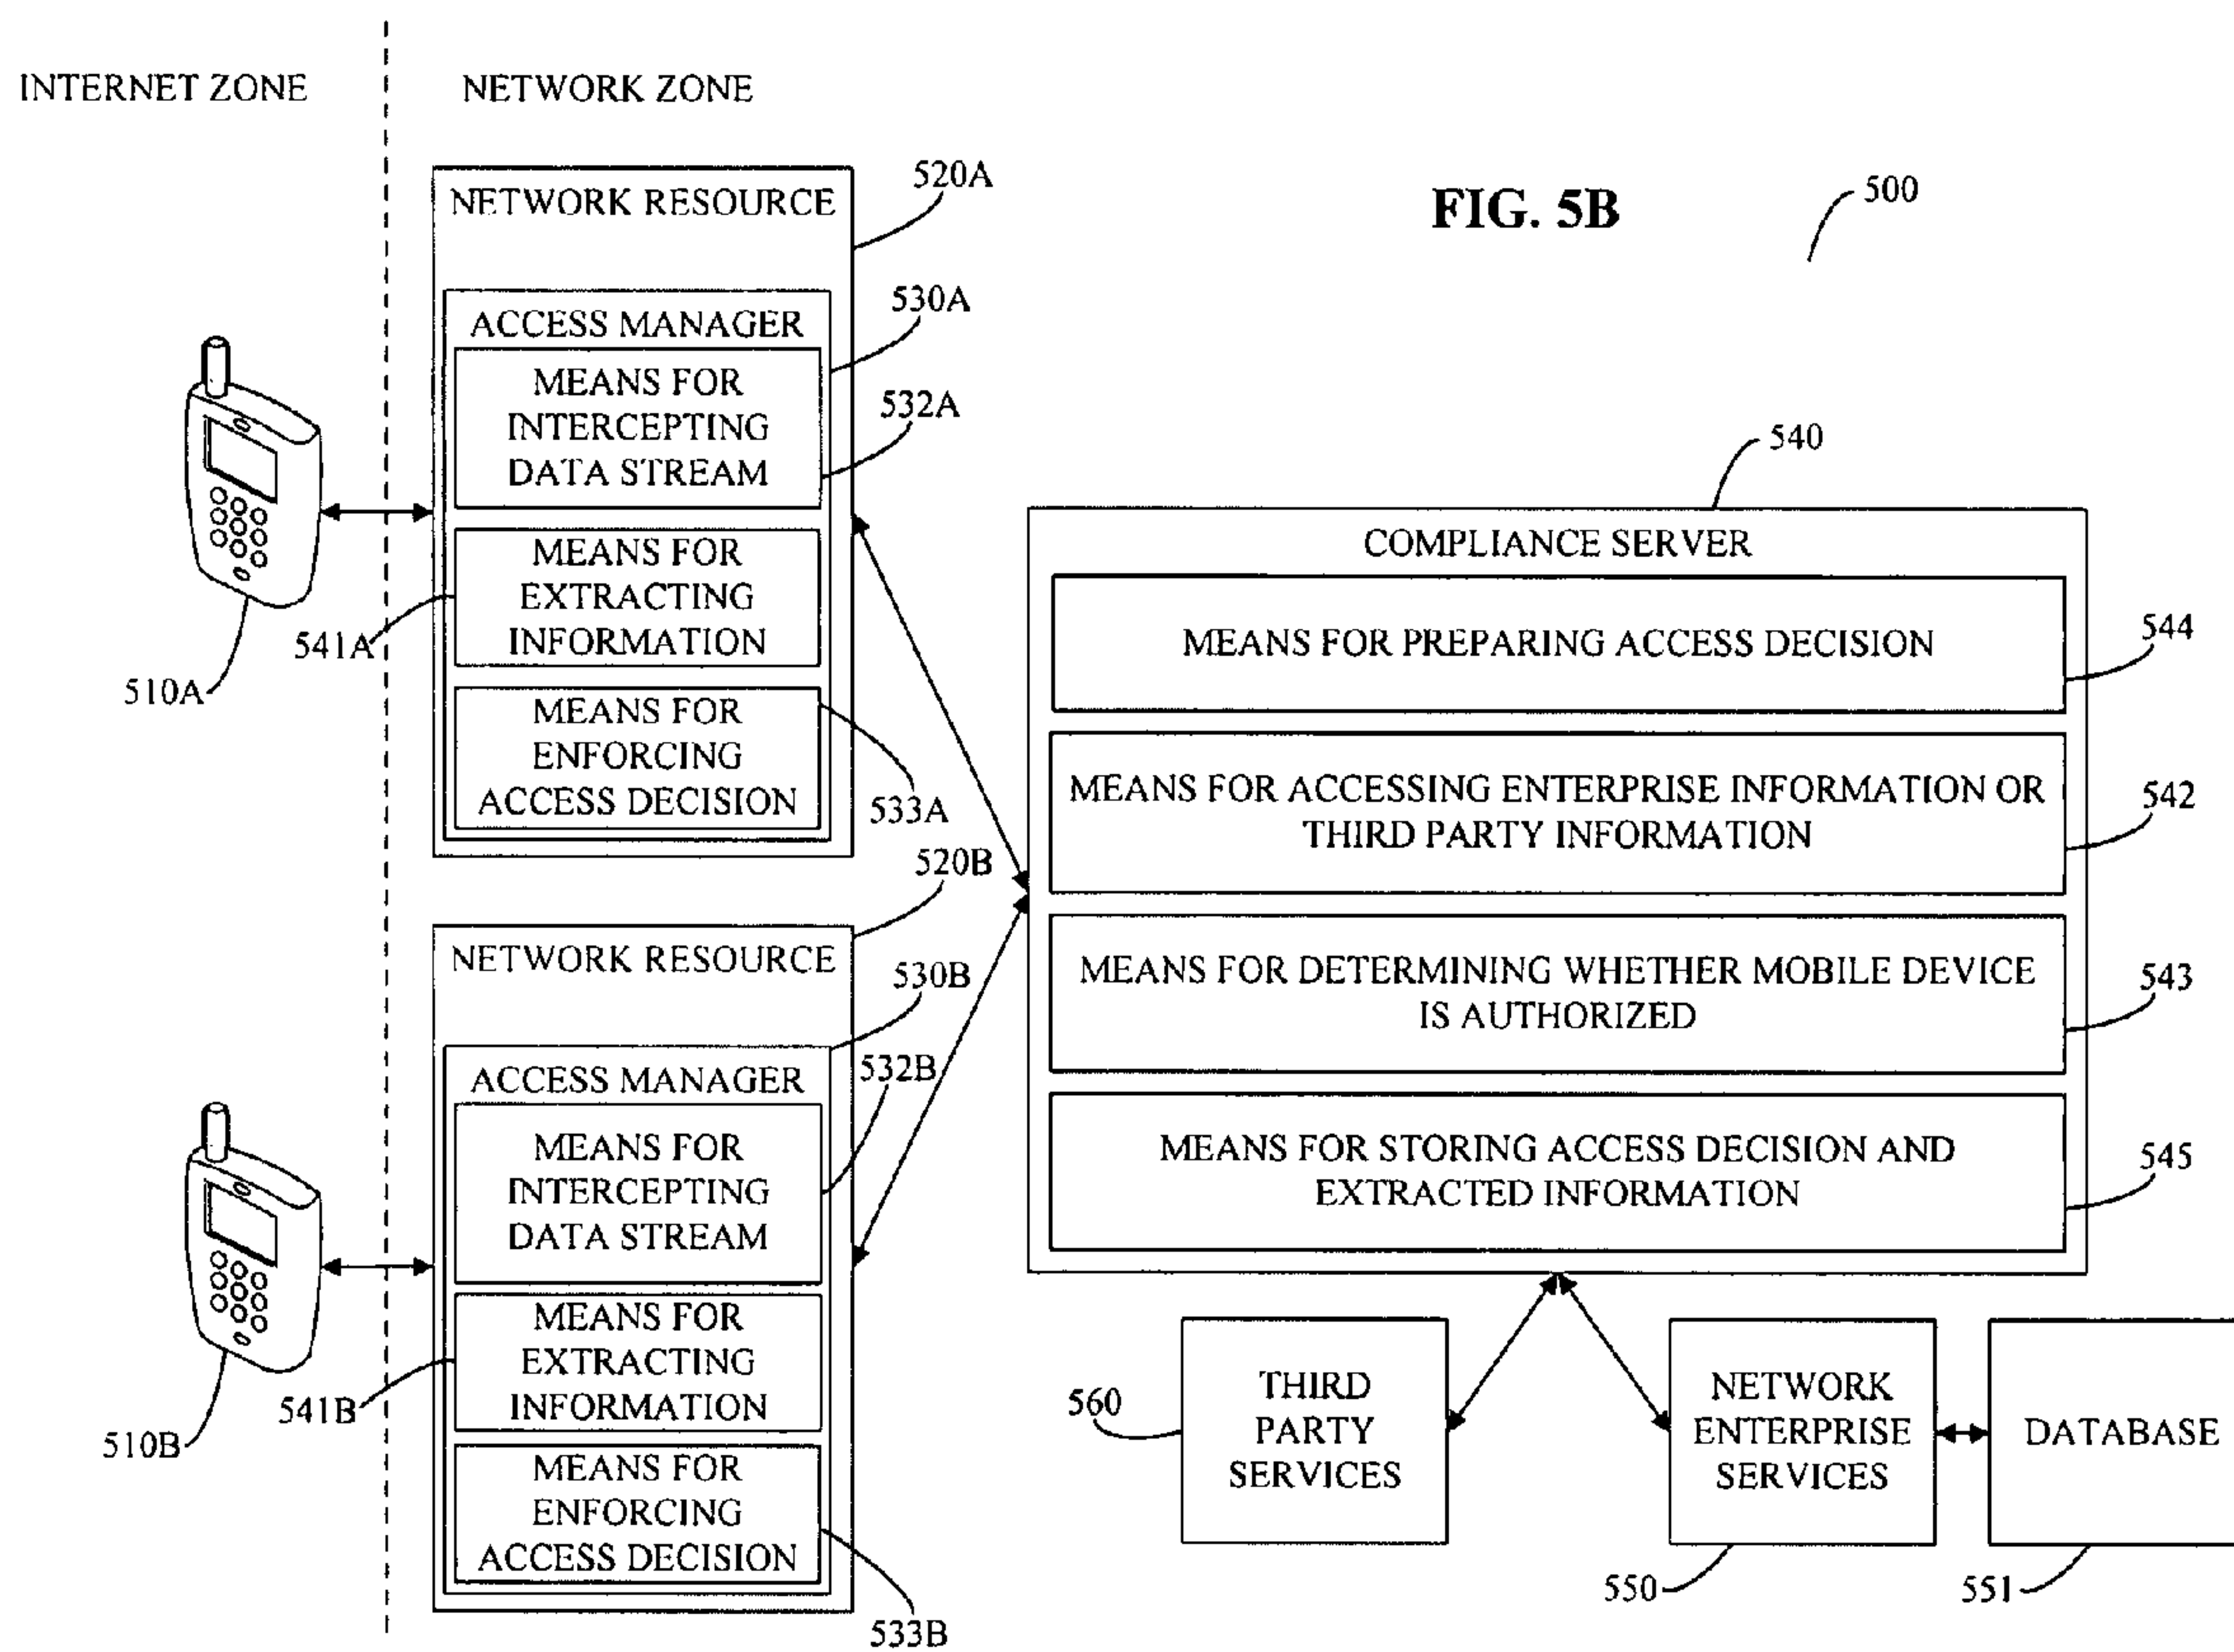 INTERNET ZONE
NETWORK ZONE
FIG. 5B
500
NETWORK RESOURCE
520A
ACCESS MANAGER
530A
MEANS FOR
INTERCEPTING
DATA STREAM
532A
MEANS FOR
EXTRACTING
INFORMATION
541A
MEANS FOR
ENFORCING
ACCESS DECISION
533A
510A
NETWORK RESOURCE
520B
ACCESS MANAGER
530B
MEANS FOR
INTERCEPTING
DATA STREAM
532B
MEANS FOR
EXTRACTING
INFORMATION
541B
MEANS FOR
ENFORCING
ACCESS DECISION
533B
510B
540
COMPLIANCE SERVER
MEANS FOR PREPARING ACCESS DECISION
544
MEANS FOR ACCESSING ENTERPRISE INFORMATION OR
THIRD PARTY INFORMATION
542
MEANS FOR DETERMINING WHETHER MOBILE DEVICE
IS AUTHORIZED
543
MEANS FOR STORING ACCESS DECISION AND
EXTRACTED INFORMATION
545
560
THIRD
PARTY
SERVICES
NETWORK
ENTERPRISE
SERVICES
550
DATABASE
551